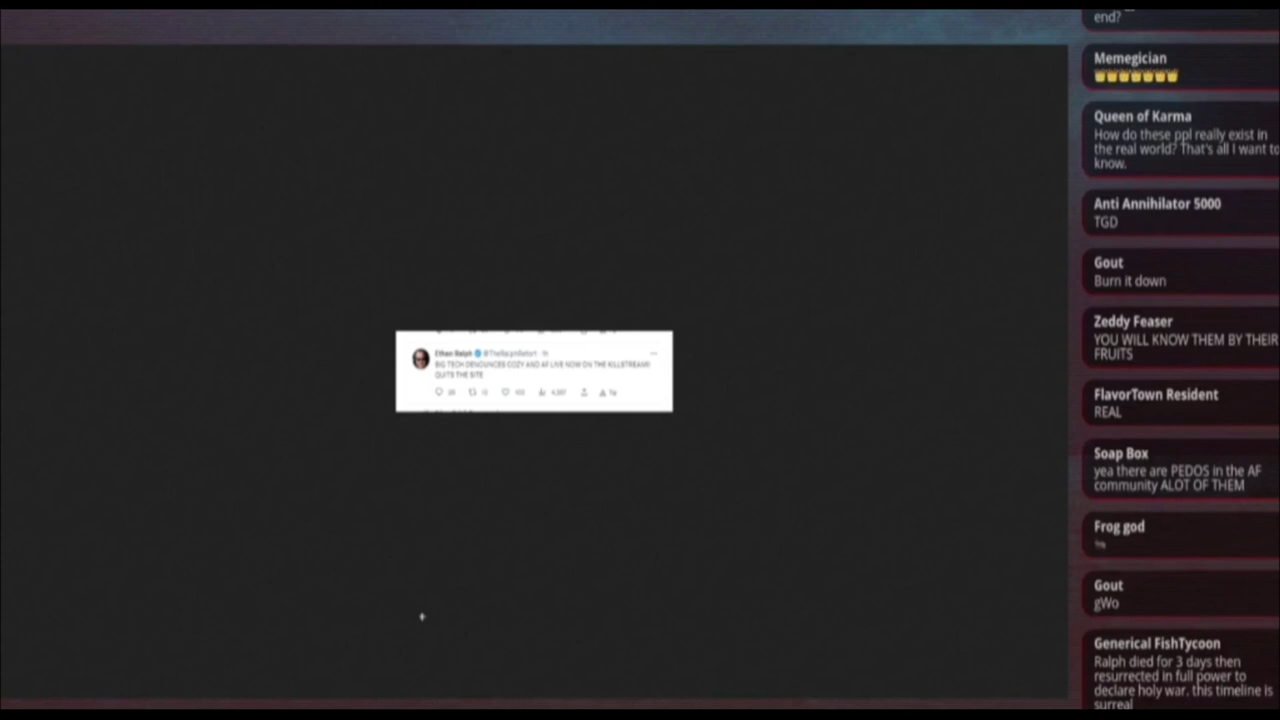 Ethan Ralph
BIG TECH DENOUNCES COZY AND AF LIVE NOW ON THE KILLSTREAM!
QUITS THE SITE
end?
Memegician
Queen of Karma
How do these ppl really exist in
the real world? That's all I want to
know.
Anti Annihilator 5000
TGD
Gout
Burn it down
Zeddy Feaser
YOU WILL KNOW THEM BY THEIR
FRUITS
FlavorTown Resident
REAL
Soap Box
yea there are PEDOS in the AF
community ALOT OF THEM
Frog god
Gout
gWo
Generical FishTycoon
Ralph died for 3 days then
resurrected in full power to
declare holy war. this timeline is
surreal